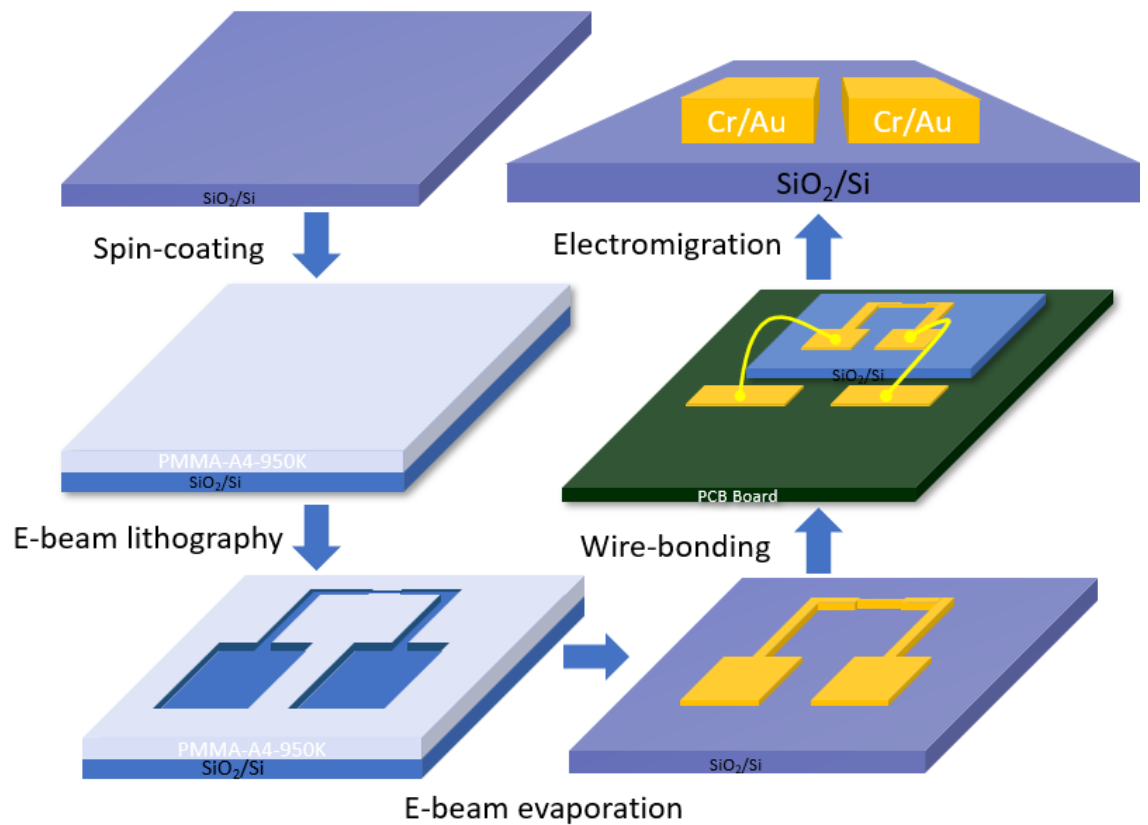 SiO₂/Si
Spin-coating
PMMA-A4-950K
SiO₂/Si
E-beam lithography
PMMA-A4-950K
SiO₂/Si
E-beam evaporation
SiO₂/Si
Wire-bonding
SiO₂/Si
PCB Board
Electromigration
Cr/Au Cr/Au
SiO₂/Si